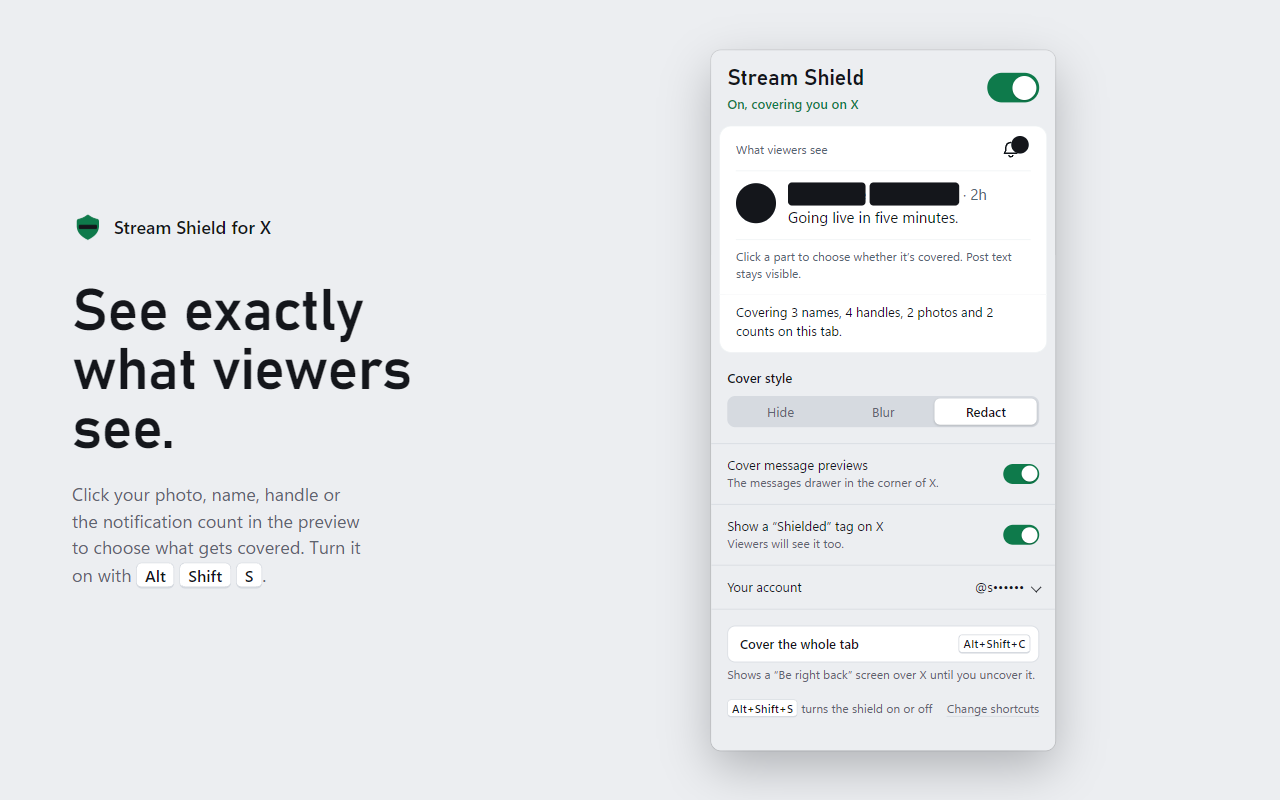 Stream Shield for X
See exactly
what viewers
see.
Click your photo, name, handle or
the notification count in the preview
to choose what gets covered. Turn it
on with Alt Shift S.
Stream Shield
On, covering you on X
What viewers see
· 2h
Going live in five minutes.
Click a part to choose whether it's covered. Post text
stays visible.
Covering 3 names, 4 handles, 2 photos and 2
counts on this tab.
Cover style
Hide Blur Redact
Cover message previews
The messages drawer in the corner of X.
Show a “Shielded” tag on X
Viewers will see it too.
Your account @s••••••
Cover the whole tab Alt+Shift+C
Shows a “Be right back” screen over X until you uncover it.
Alt+Shift+S turns the shield on or off Change shortcuts